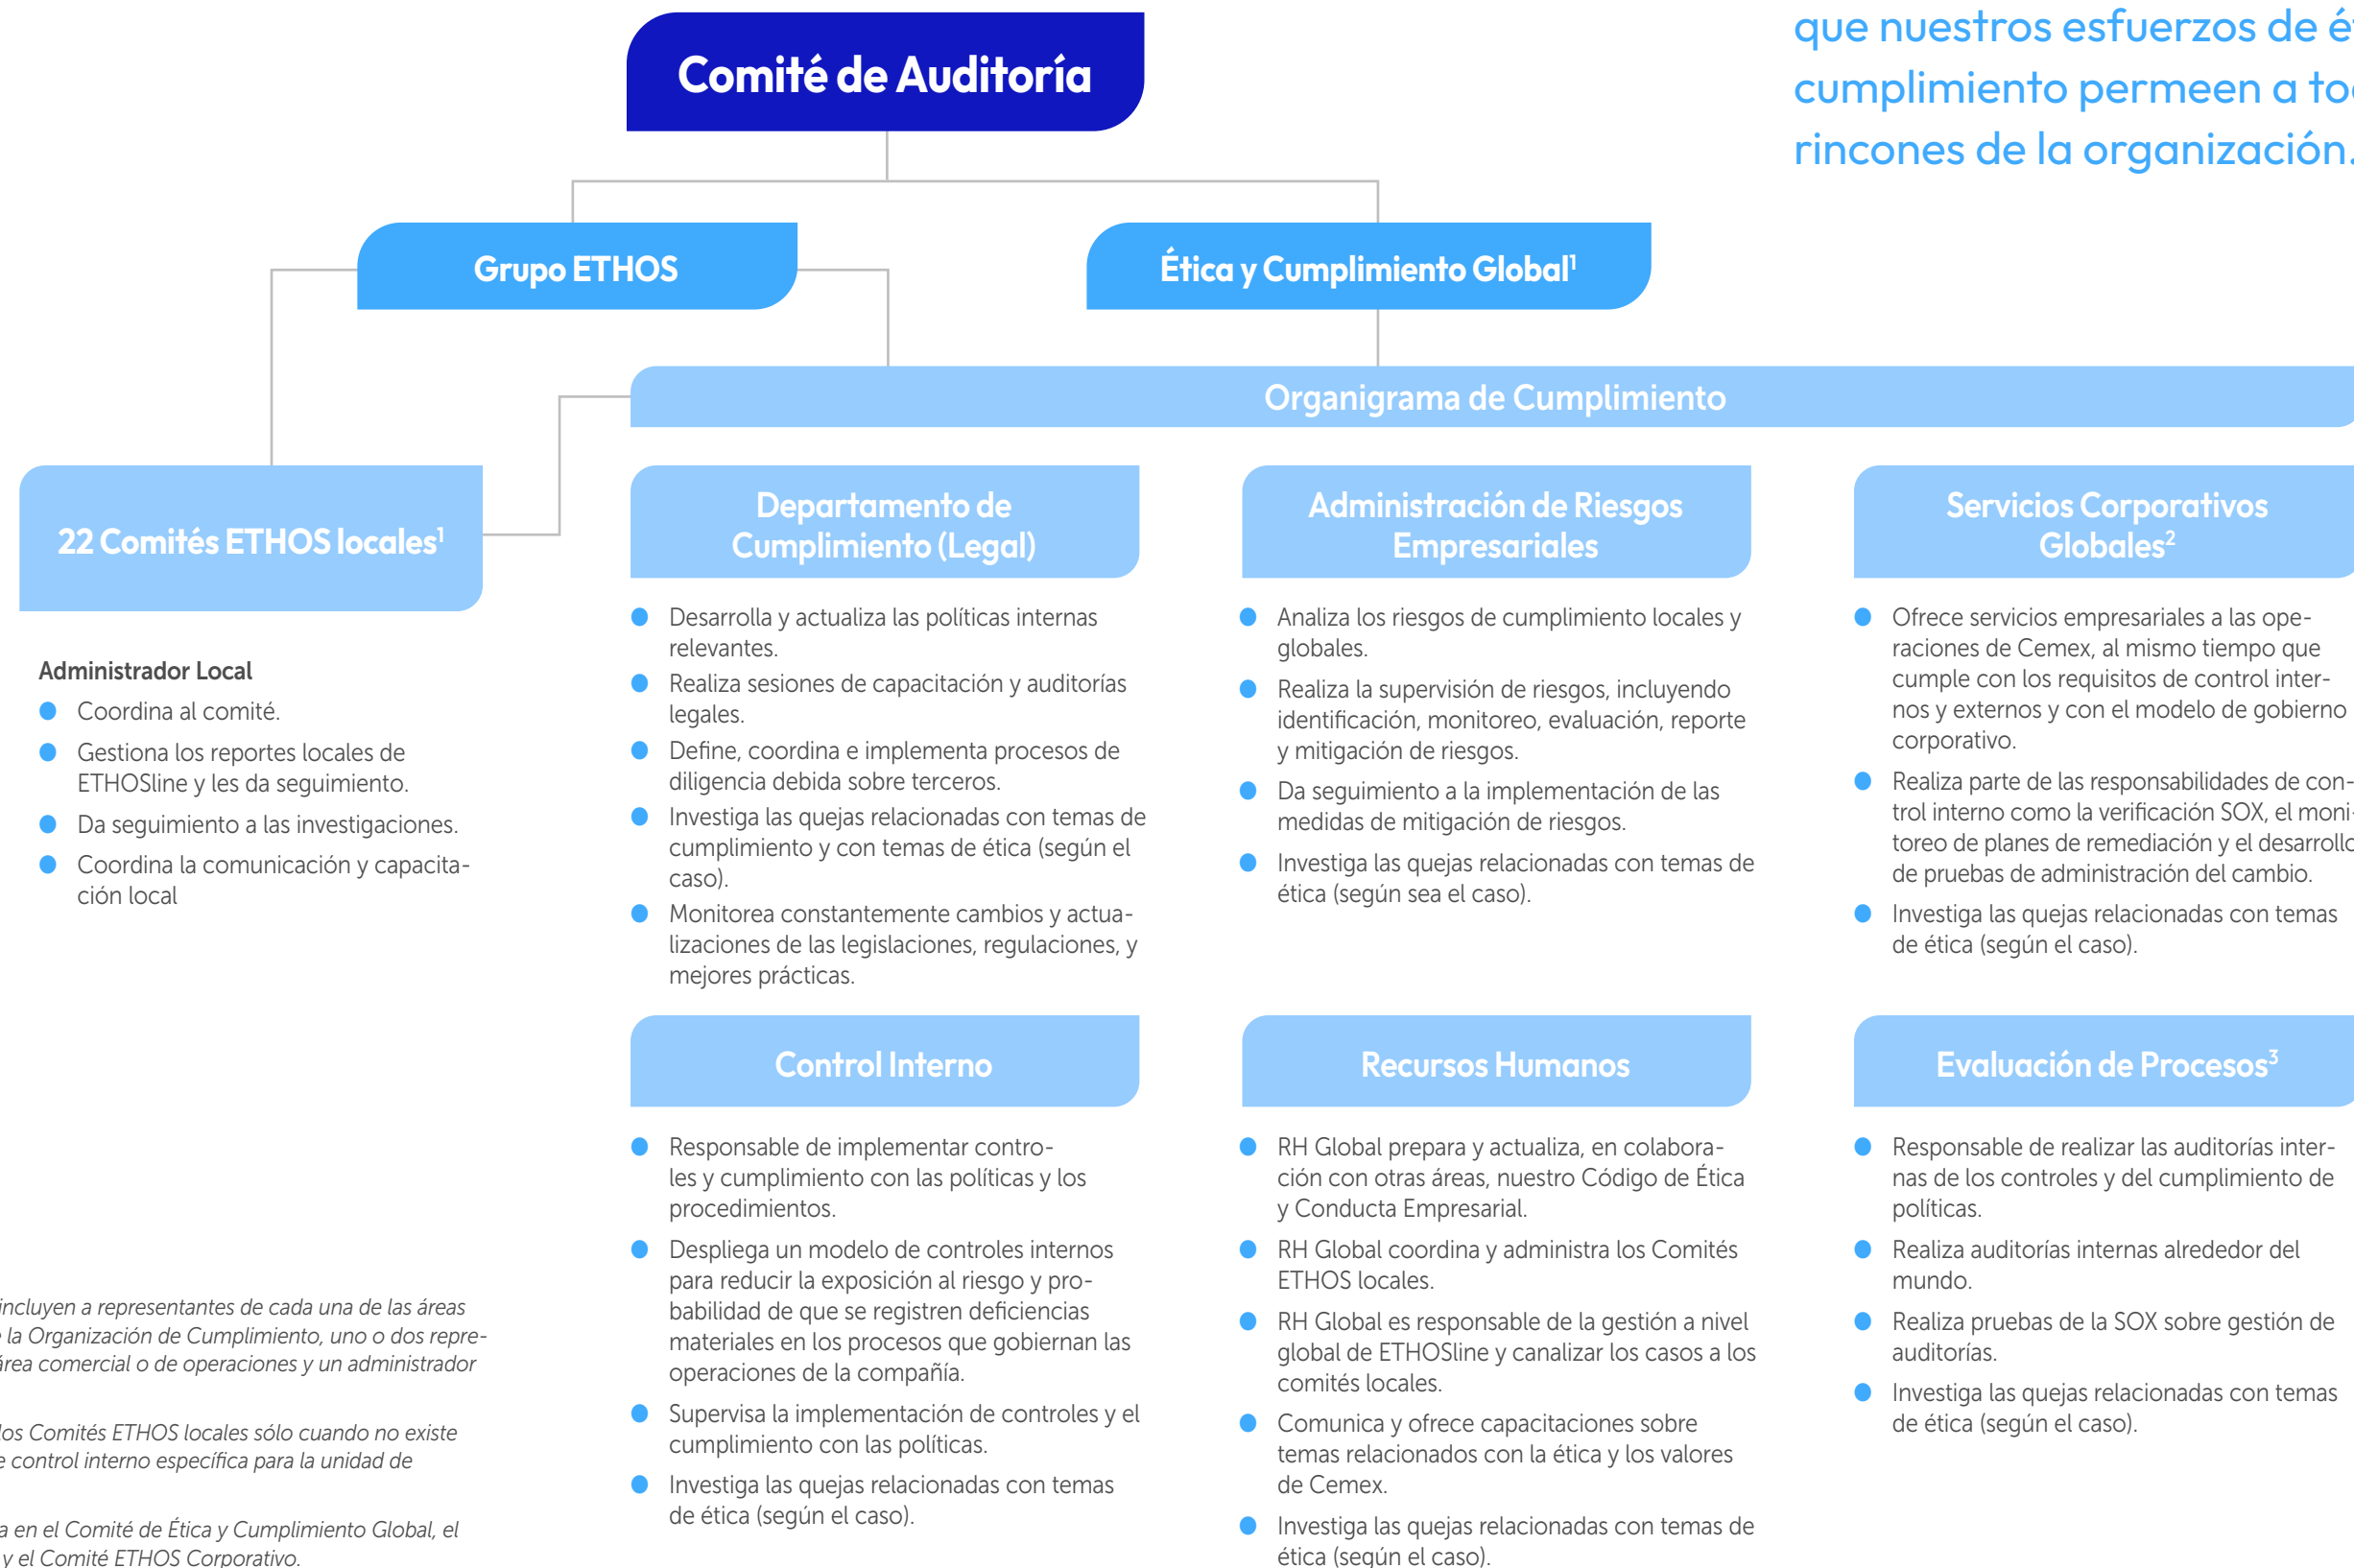 que nuestros esfuerzos de
cumplimiento permeen a
rincones de la organización.
Comité de Auditoría
Grupo ETHOS
Ética y Cumplimiento Global¹
Organigrama de Cumplimiento
22 Comités ETHOS locales¹
Administrador Local
Coordina al comité.
Gestiona los reportes locales de
ETHOSline y les da seguimiento.
Da seguimiento a las investigaciones.
Coordina la comunicación y capacita-
ción local
Departamento de
Cumplimiento (Legal)
Desarrolla y actualiza las políticas internas
relevantes.
Realiza sesiones de capacitación y auditorías
legales.
Define, coordina e implementa procesos de
diligencia debida sobre terceros.
Investiga las quejas relacionadas con temas de
cumplimiento y con temas de ética (según el
caso).
Monitorea constantemente cambios y actua-
lizaciones de las legislaciones, regulaciones, y
mejores prácticas.
Administración de Riesgos
Empresariales
Analiza los riesgos de cumplimiento locales y
globales.
Realiza la supervisión de riesgos, incluyendo
identificación, monitoreo, evaluación, reporte
y mitigación de riesgos.
Da seguimiento a la implementación de las
medidas de mitigación de riesgos.
Investiga las quejas relacionadas con temas de
ética (según sea el caso).
Servicios Corporativos
Globales²
Ofrece servicios empresariales a las ope-
raciones de Cemex, al mismo tiempo que
cumple con los requisitos de control inter-
nos y externos y con el modelo de gobierno
corporativo.
Realiza parte de las responsabilidades de con-
trol interno como la verificación SOX, el moni-
toreo de planes de remediación y el desarrollo
de pruebas de administración del cambio.
Investiga las quejas relacionadas con temas
de ética (según el caso).
Control Interno
Responsable de implementar contro-
les y cumplimiento con las políticas y los
procedimientos.
Despliega un modelo de controles internos
para reducir la exposición al riesgo y pro-
babilidad de que se registren deficiencias
materiales en los procesos que gobiernan las
operaciones de la compañía.
Supervisa la implementación de controles y el
cumplimiento con las políticas.
Investiga las quejas relacionadas con temas
de ética (según el caso).
Recursos Humanos
RH Global prepara y actualiza, en colabora-
ción con otras áreas, nuestro Código de Ética
y Conducta Empresarial.
RH Global coordina y administra los Comités
ETHOS locales.
RH Global es responsable de la gestión a nivel
global de ETHOSline y canalizar los casos a los
comités locales.
Comunica y ofrece capacitaciones sobre
temas relacionados con la ética y los valores
de Cemex.
Investiga las quejas relacionadas con temas de
ética (según el caso).
Evaluación de Procesos³
Responsable de realizar las auditorías inter-
nas de los controles y del cumplimiento de
políticas.
Realiza auditorías internas alrededor del
mundo.
Realiza pruebas de la SOX sobre gestión de
auditorías.
Investiga las quejas relacionadas con temas
de ética (según el caso).
incluyen a representantes de cada una de las áreas
la Organización de Cumplimiento, uno o dos repre-
área comercial o de operaciones y un administrador
los Comités ETHOS locales sólo cuando no existe
control interno específica para la unidad de
en el Comité de Ética y Cumplimiento Global, el
y el Comité ETHOS Corporativo.